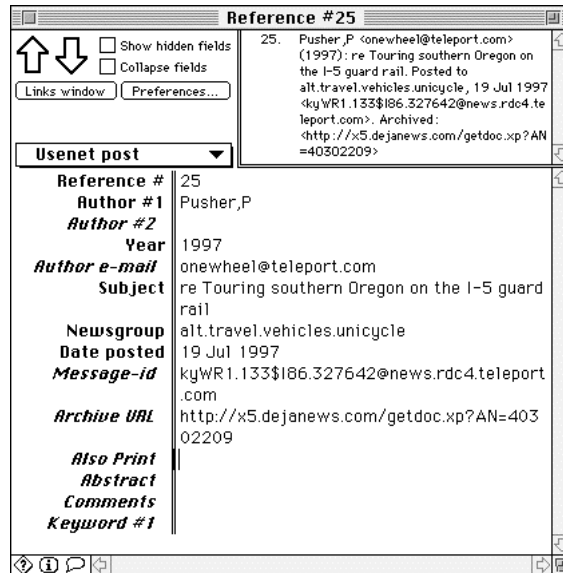 Reference #25
Show hidden fields
Collapse fields
Links window
Preferences...
25. Pusher,P <onewheel@teleport.com>
(1997): re Touring southern Oregon on
the I-5 guard rail. Posted to
alt.travel.vehicles.unicycle, 19 Jul 1997
<kyWR1.133$I86.327642@news.rdc4.te
leport.com>. Archived:
<http://x5.dejanews.com/getdoc.xp?AN
=40302209>
Usenet post
Reference # 25
Author #1 Pusher,P
Author #2
Year 1997
Author e-mail onewheel@teleport.com
Subject re Touring southern Oregon on the I-5 guard
rail
Newsgroup alt.travel.vehicles.unicycle
Date posted 19 Jul 1997
Message-id kyWR1.133$I86.327642@news.rdc4.teleport
.com
Archive URL http://x5.dejanews.com/getdoc.xp?AN=403
02209
Also Print
Abstract
Comments
Keyword #1